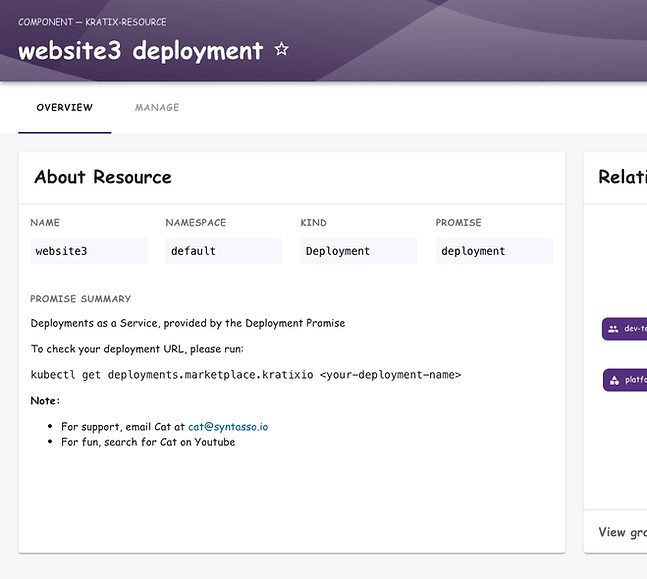 COMPONENT — KRATIX-RESOURCE
website3 deployment
OVERVIEW MANAGE
About Resource
NAME NAMESPACE KIND PROMISE
website3 default Deployment deployment
PROMISE SUMMARY
Deployments as a Service, provided by the Deployment Promise
To check your deployment URL, please run:
kubectl get deployments.marketplace.kratixio <your-deployment-name>
Note:
• For support, email Cat at cat@syntasso.io
• For fun, search for Cat on Youtube
Relati
dev-te
platfo
View gra